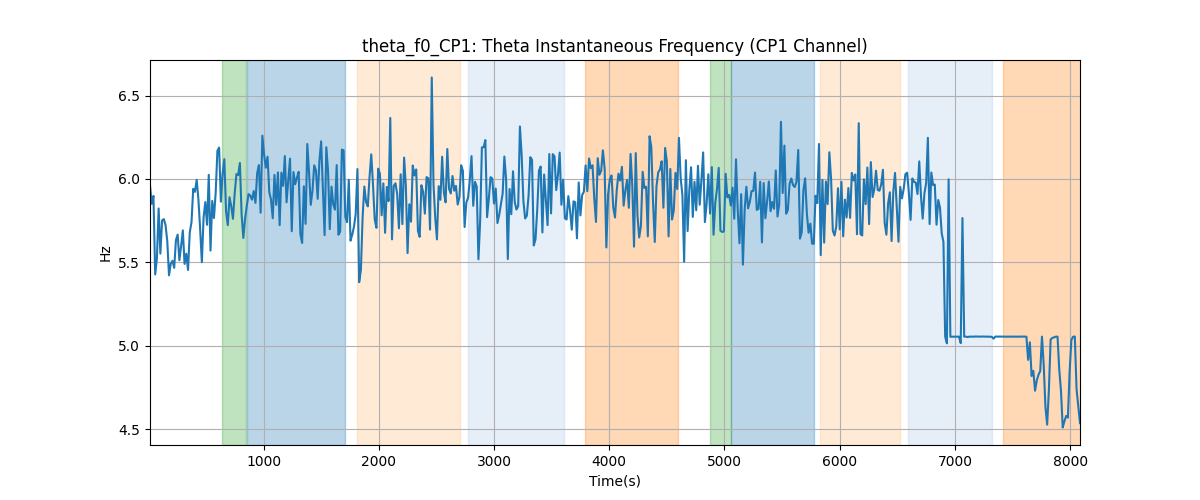 theta_f0_CP1: Theta Instantaneous Frequency (CP1 Channel)
6.5
6.0
5.5
5.0
4.5
Hz
1000 2000 3000 4000 5000 6000 7000 8000
Time(s)